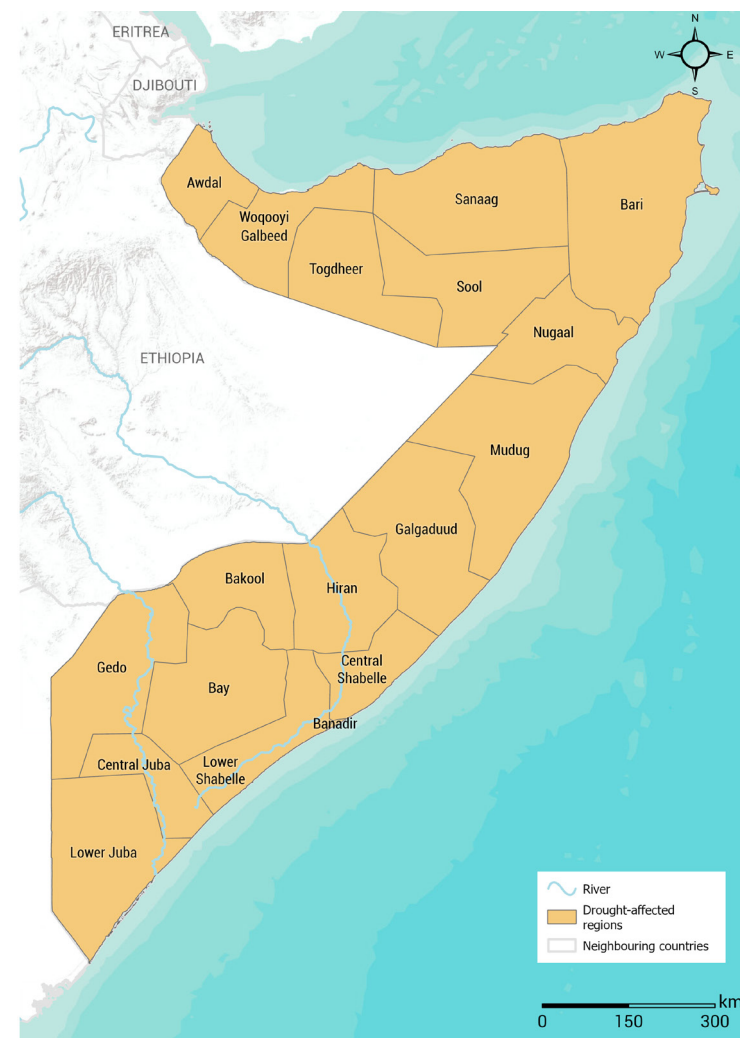 ERITREA
N
W
E
S
DJIBOUTI
Awdal
Woqooyi
Galbeed
Togdheer
Sanaag
Bari
Sool
Nugaal
ETHIOPIA
Mudug
Galgaduud
Bakool
Hiran
Gedo
Bay
Central
Shabelle
Banadir
Central Juba
Lower
Shabelle
Lower Juba
River
Drought-affected
regions
Neighbouring countries
km
0 150 300